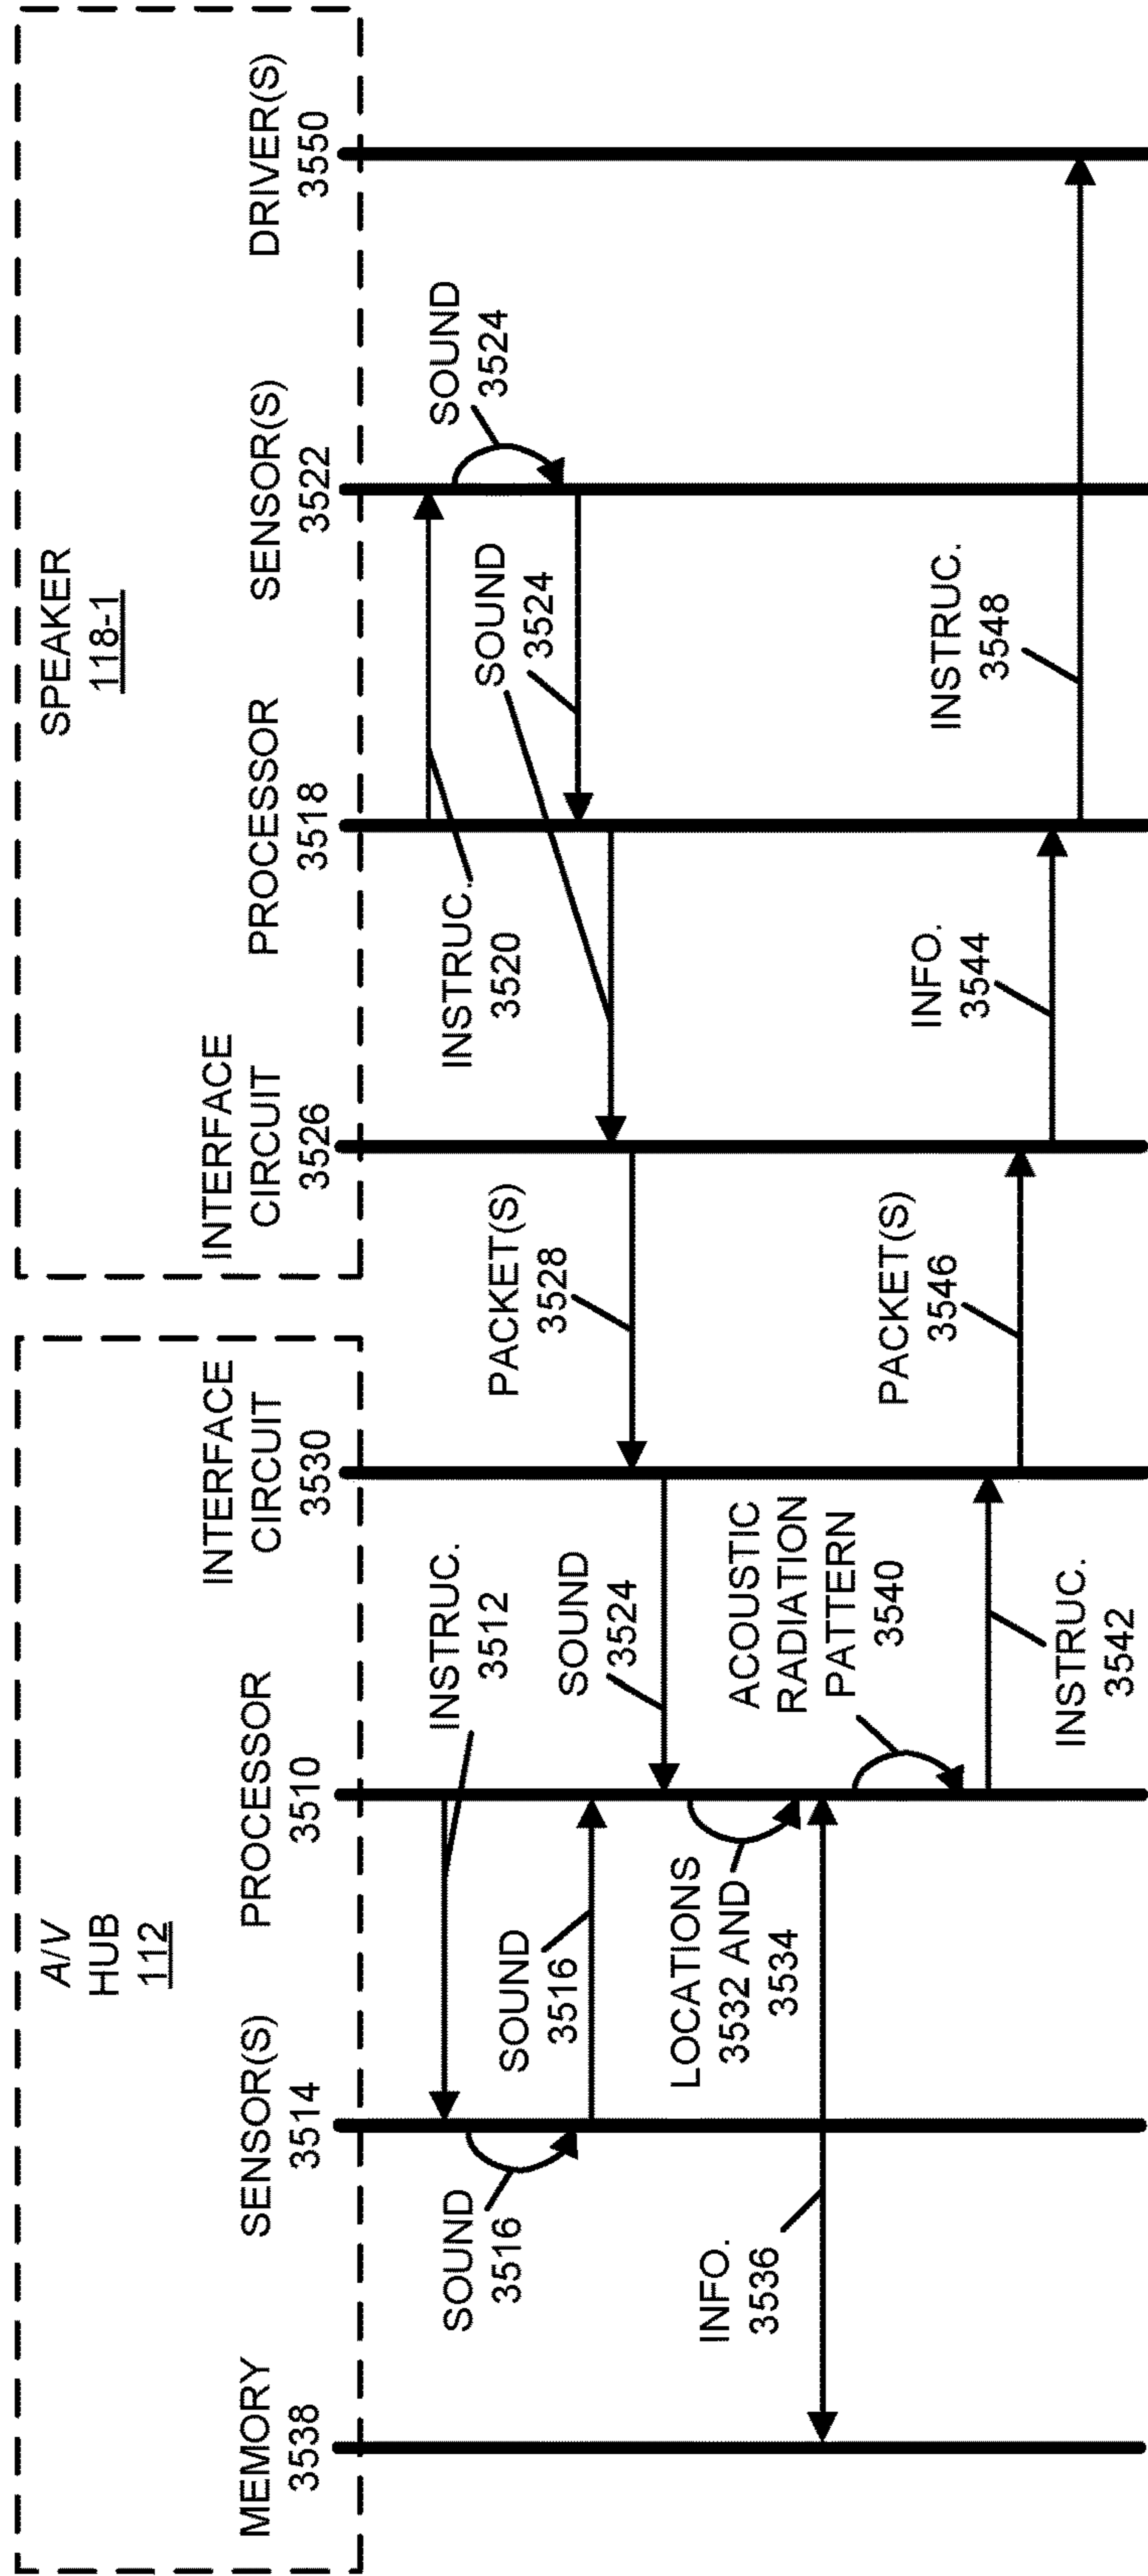 A/V
HUB
112
SPEAKER
118-1
MEMORY
3538
SENSOR(S)
3514
PROCESSOR
3510
INTERFACE
CIRCUIT
3530
INTERFACE
CIRCUIT
3526
PROCESSOR
3518
SENSOR(S)
3522
DRIVER(S)
3550
SOUND
3516
INSTRUC.
3512
SOUND
3516
INSTRUC.
3520
SOUND
3524
SOUND
3524
PACKET(S)
3528
SOUND
3524
LOCATIONS
3532 AND
3534
INFO.
3536
ACOUSTIC
RADIATION
PATTERN
3540
INSTRUC.
3542
PACKET(S)
3546
INFO.
3544
INSTRUC.
3548